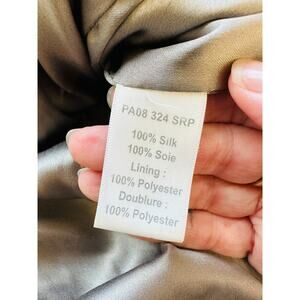 PA08 324 SRP
100% Silk
100% Soie
Lining :
100% Polyester
Doublure :
100% Polyester